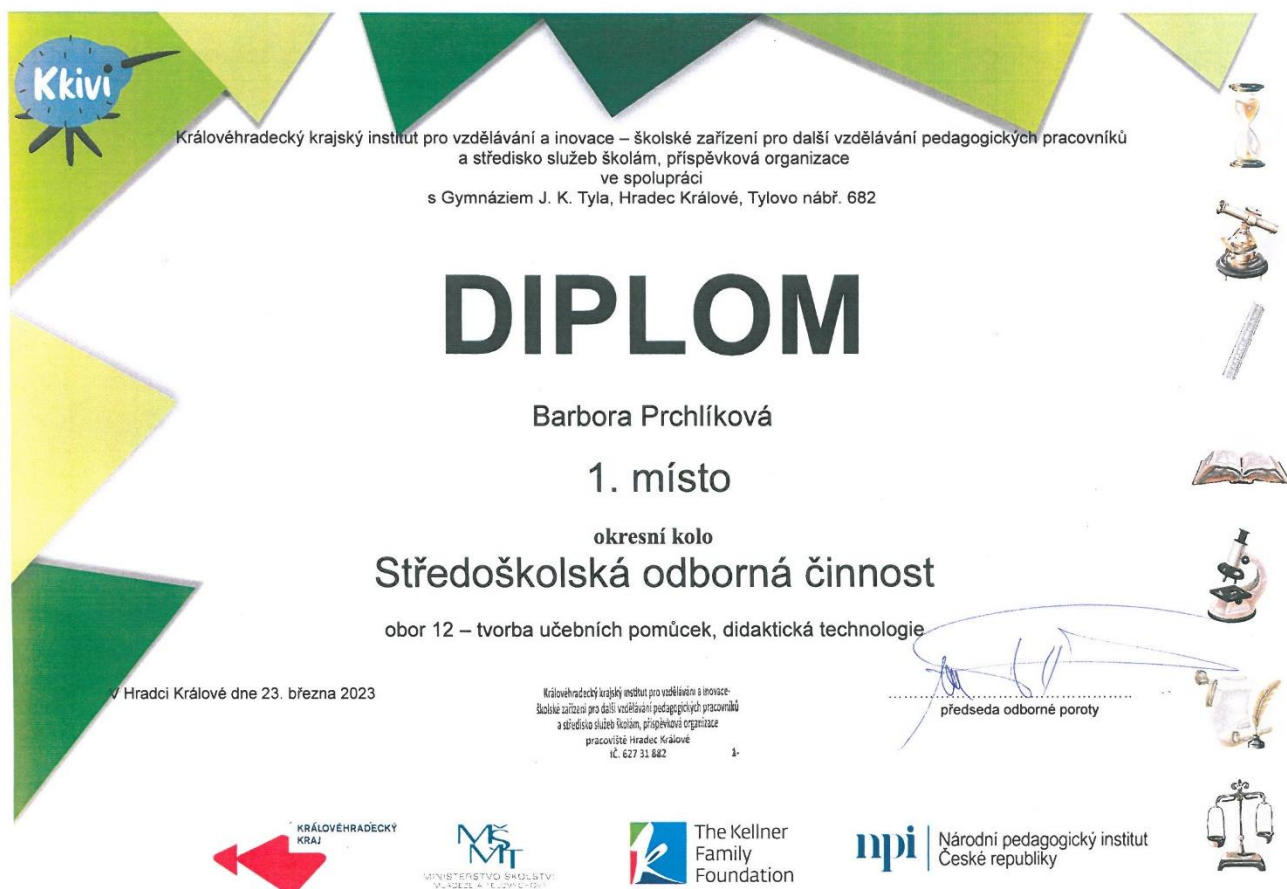 Kkivi
Královéhradecký krajský institut pro vzdělávání a inovace – školské zařízení pro další vzdělávání pedagogických pracovníků
a středisko služeb školám, příspěvková organizace
ve spolupráci
s Gymnáziem J. K. Tyla, Hradec Králové, Tylovo nábř. 682
DIPLOM
Barbora Prchlíková
1. místo
okresní kolo
Středoškolská odborná činnost
obor 12 – tvorba učebních pomůcek, didaktická technologie
V Hradci Králové dne 23. března 2023
Královéhradecký krajský institut pro vzdělávání a inovace-
školské zařízení pro další vzdělávání pedagogických pracovníků
a středisko služeb školám, příspěvková organizace
pracoviště Hradec Králové
IČ. 627 31 882 1-
předseda odborné poroty
KRÁLOVÉHRADECKÝ
KRAJ
MŠMT
MINISTERSTVO ŠKOLSTVÍ
MLÁDEŽE A TĚLOVÝCHOVY
The Kellner
Family
Foundation
npi
Národní pedagogický institut
České republiky